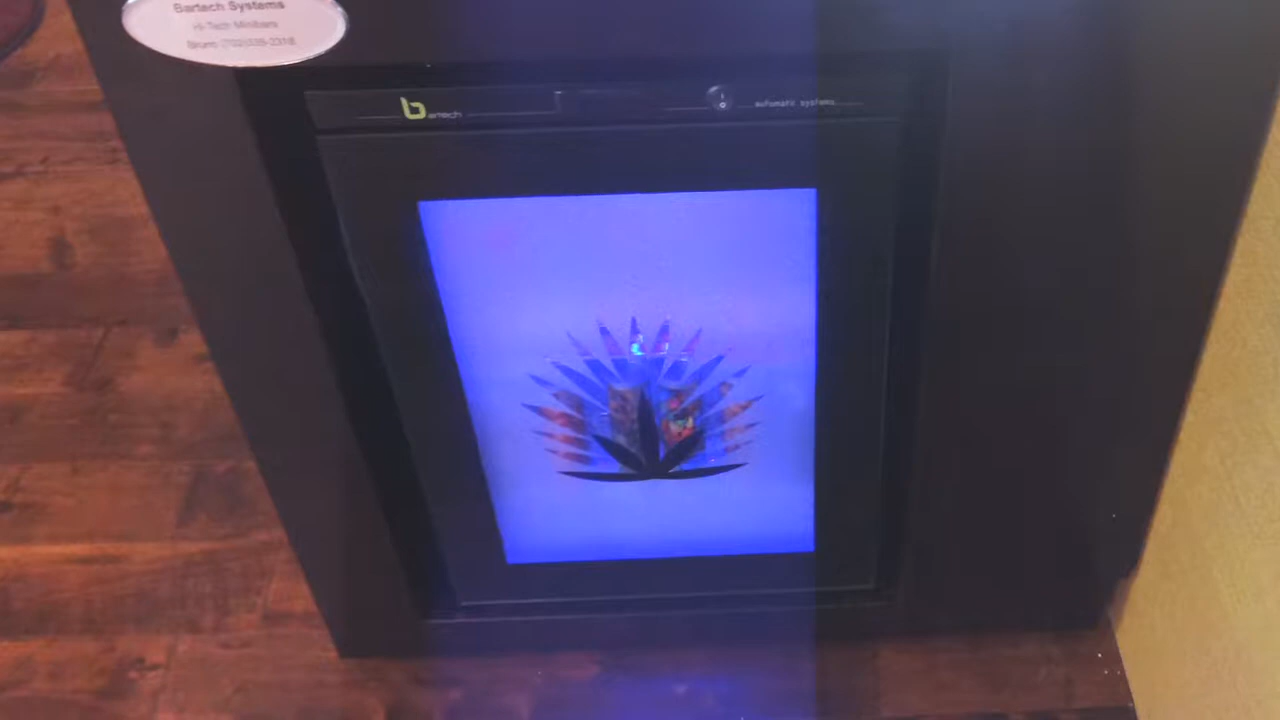 Bartech Systems
Hi-Tech Minibars
bartech
automatic systems